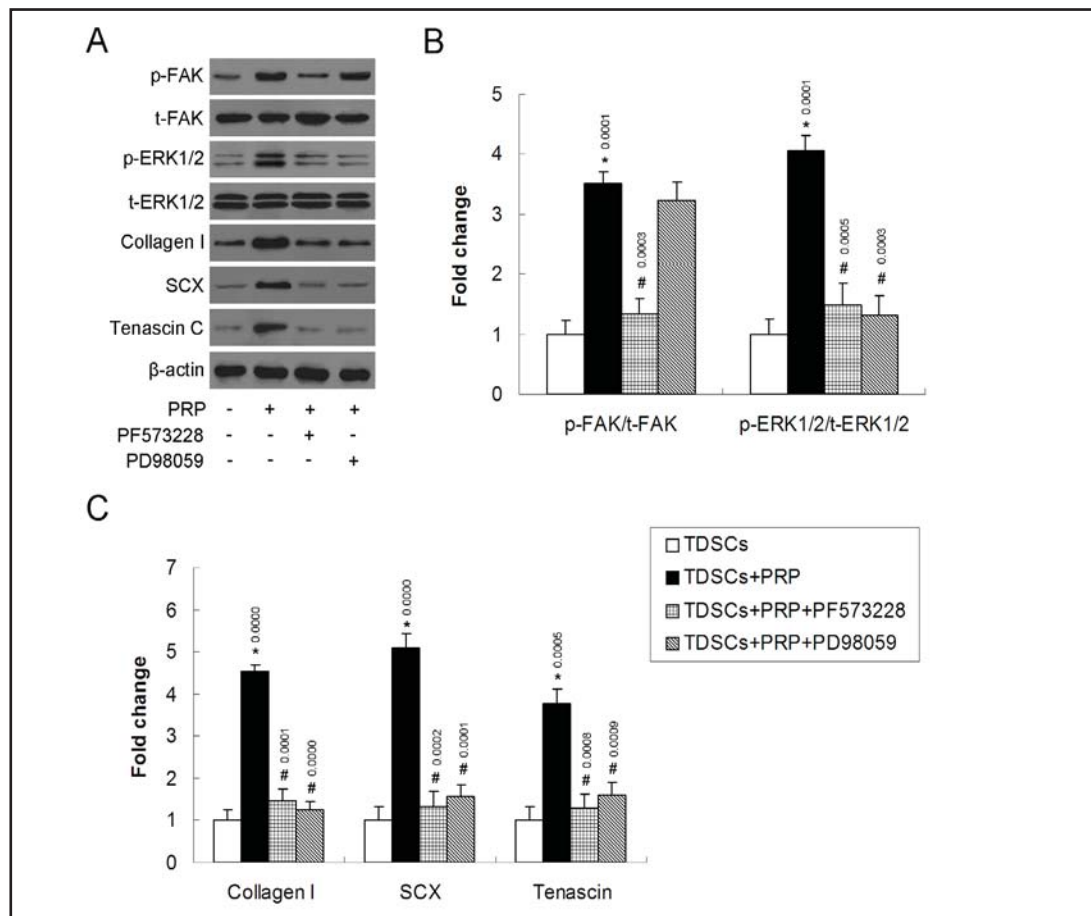 A
p-FAK
t-FAK
p-ERK1/2
t-ERK1/2
Collagen I
SCX
Tenascin C
β-actin
PRP - + + +
PF573228 - - + -
PD98059 - - - +
B
Fold change
5
4
3
2
1
0
* 0.0001
# 0.0003
* 0.0001
# 0.0005
# 0.0003
p-FAK/t-FAK p-ERK1/2/t-ERK1/2
C
Fold change
7
6
5
4
3
2
1
0
* 0.0000
# 0.0001
# 0.0000
* 0.0000
# 0.0002
# 0.0001
* 0.0005
# 0.0008
# 0.0009
Collagen I SCX Tenascin
TDSCs
TDSCs+PRP
TDSCs+PRP+PF573228
TDSCs+PRP+PD98059